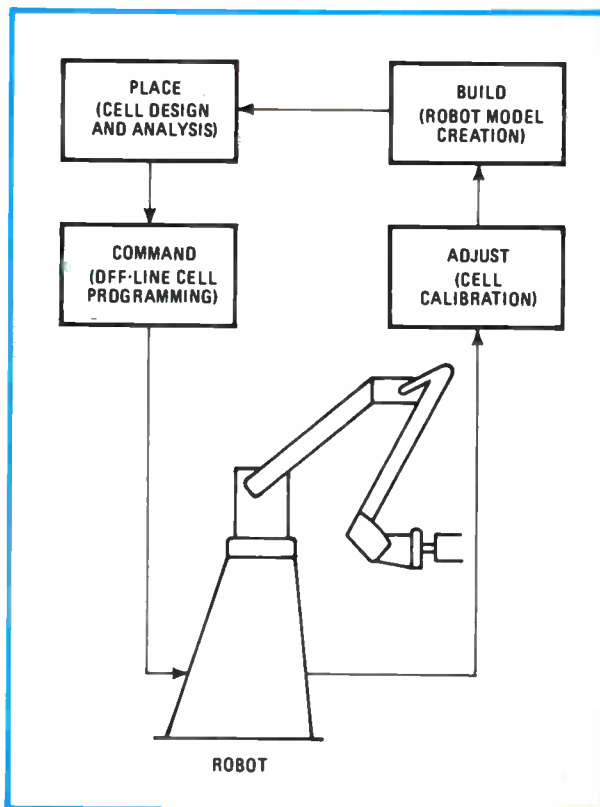 PLACE
(CELL DESIGN
AND ANALYSIS)
BUILD
(ROBOT MODEL
CREATION)
COMMAND
(OFF-LINE CELL
PROGRAMMING)
ADJUST
(CELL
CALIBRATION)
ROBOT